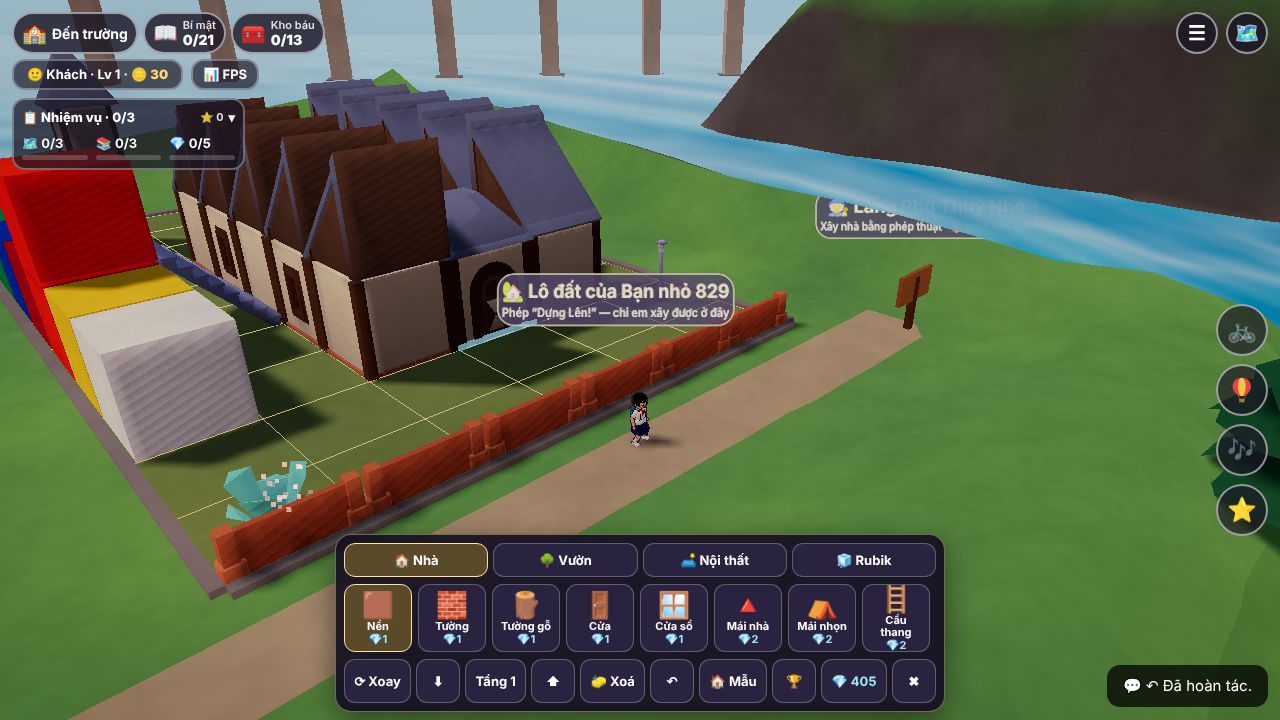 Đến trường
Bí mật
0/21
Kho báu
0/13
Khách · Lv 1 · 30
FPS
Nhiệm vụ · 0/3
0 ▾
0/3
0/3
0/5
Làng Phù Thuỷ Nhỏ
Xây nhà bằng phép thuật
Lô đất của Bạn nhỏ 829
Phép “Dựng Lên!” — chỉ em xây được ở đây
Nhà
Vườn
Nội thất
Rubik
Nền
1
Tường
1
Tường gỗ
1
Cửa
1
Cửa sổ
1
Mái nhà
2
Mái nhọn
2
Cầu thang
2
⟳ Xoay
⬇
Tầng 1
⬆
Xoá
↶
Mẫu
405
✖
↶ Đã hoàn tác.